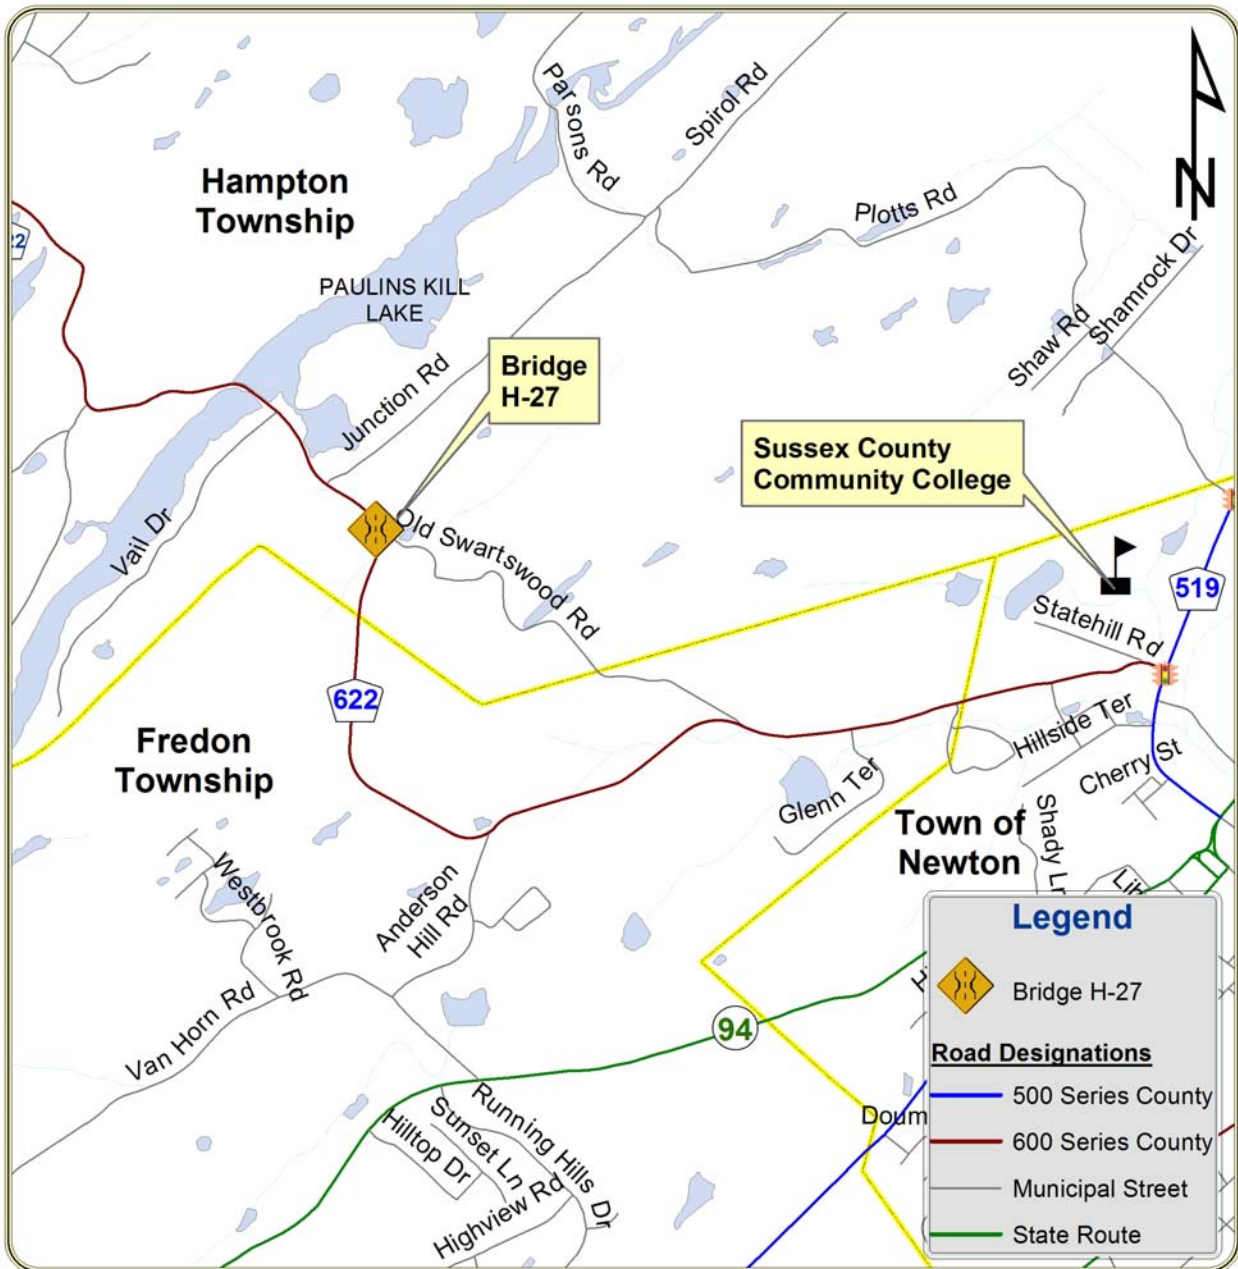 Parsons Rd
Spirol Rd
Hampton
Township
Plotts Rd
N
22
PAULINS KILL
LAKE
Shamrock Dr
Shaw Rd
Junction Rd
Bridge
H-27
Sussex County
Community College
Old Swartswood Rd
Vail Dr
519
Statehill Rd
622
Hillside Ter
Fredon
Township
Cherry St
Glenn Ter
Shady Ln
Town of
Newton
Westbrook Rd
Anderson
Hill Rd
Van Horn Rd
94
Running Hills Dr
Sunset Ln
Hilltop Dr
Highview Rd
Legend
Bridge H-27
Road Designations
500 Series County
600 Series County
Municipal Street
State Route